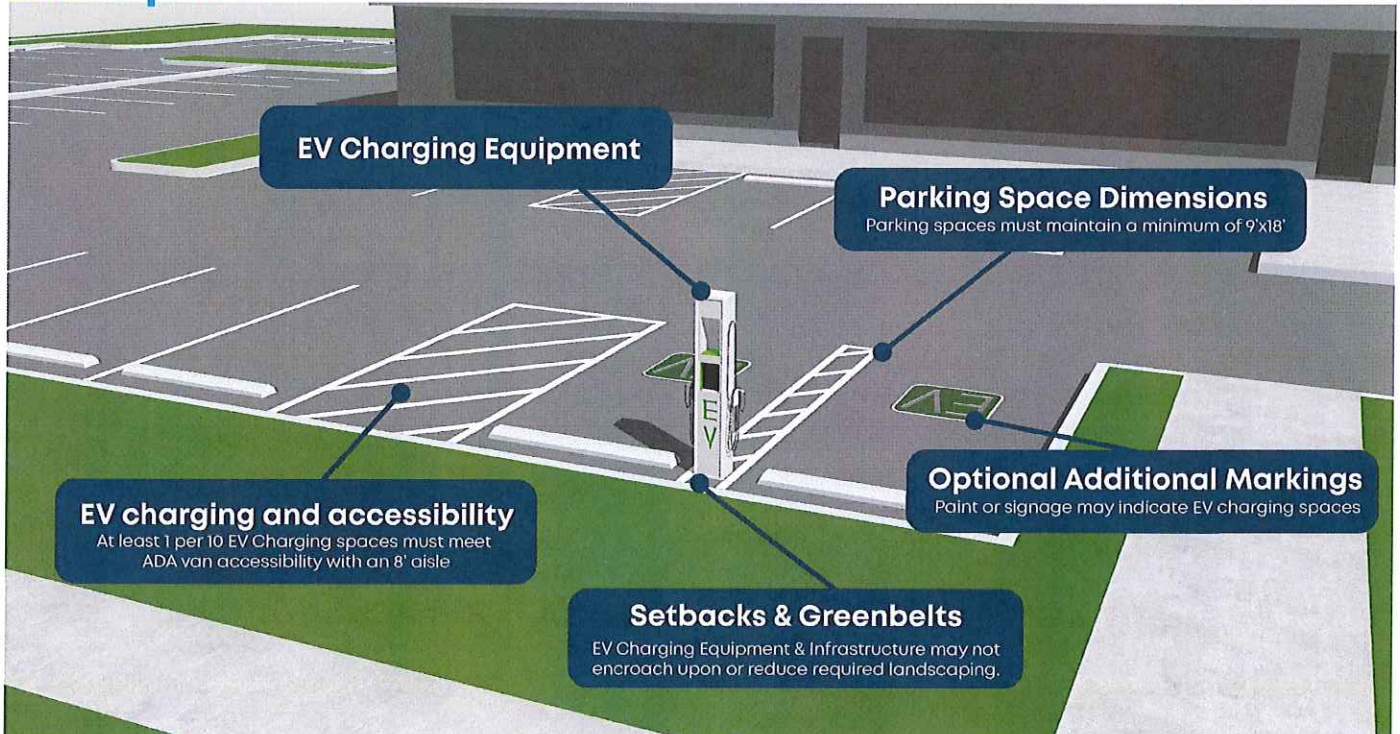 EV Charging Equipment
Parking Space Dimensions
Parking spaces must maintain a minimum of 9'x18'
EV
EV
EV
EV charging and accessibility
At least 1 per 10 EV Charging spaces must meet
ADA van accessibility with an 8' aisle
Optional Additional Markings
Paint or signage may indicate EV charging spaces
Setbacks & Greenbelts
EV Charging Equipment & Infrastructure may not
encroach upon or reduce required landscaping.